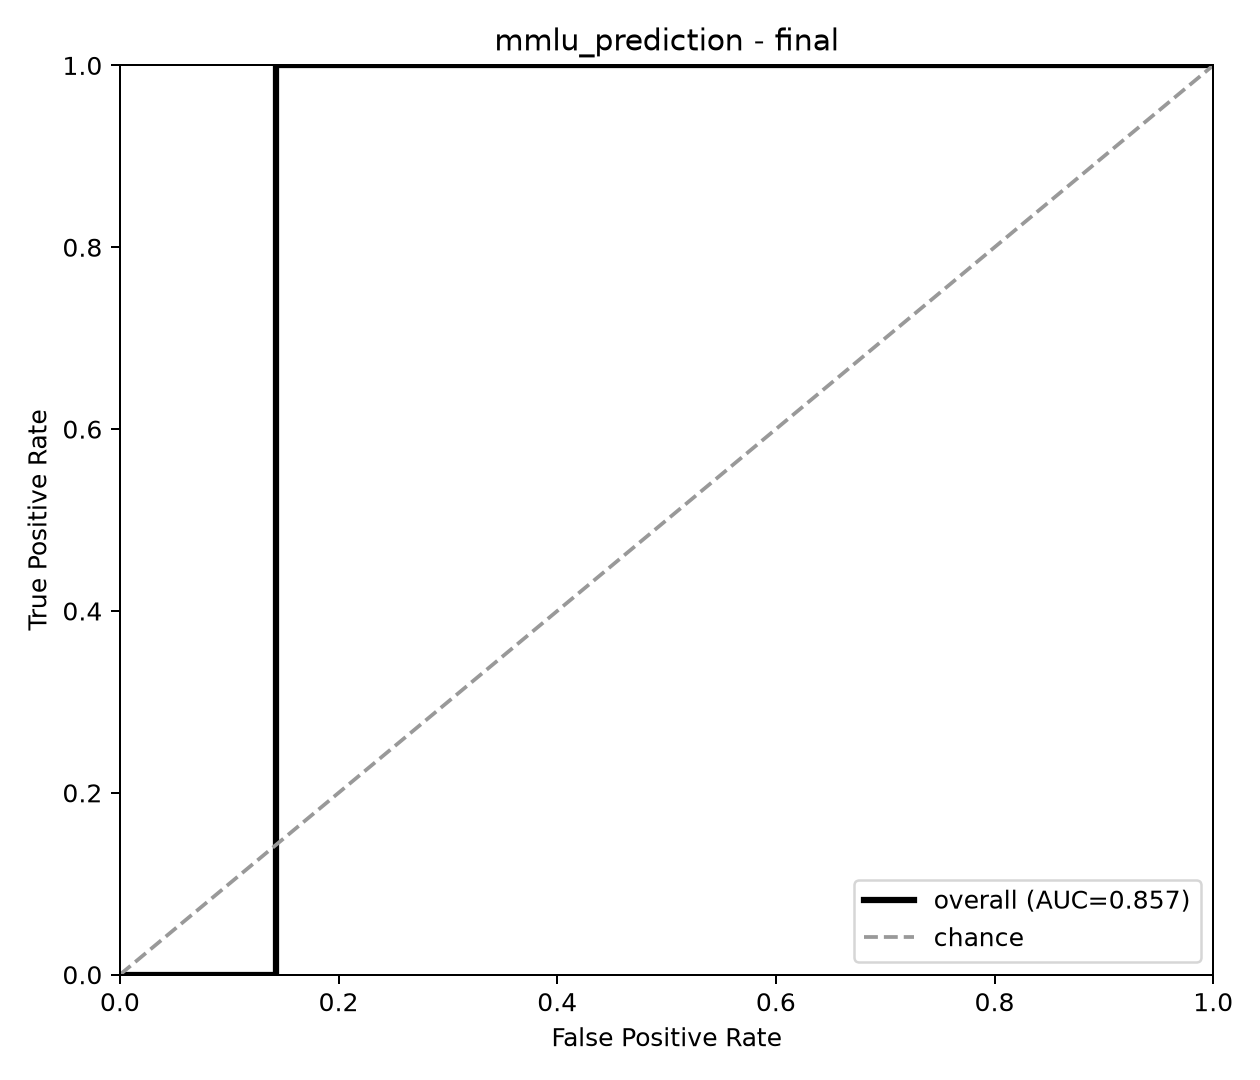 mmlu_prediction - final
1.0
0.8
0.6
0.4
0.2
0.0
True Positive Rate
overall (AUC=0.857)
chance
0.0 0.2 0.4 0.6 0.8 1.0
False Positive Rate